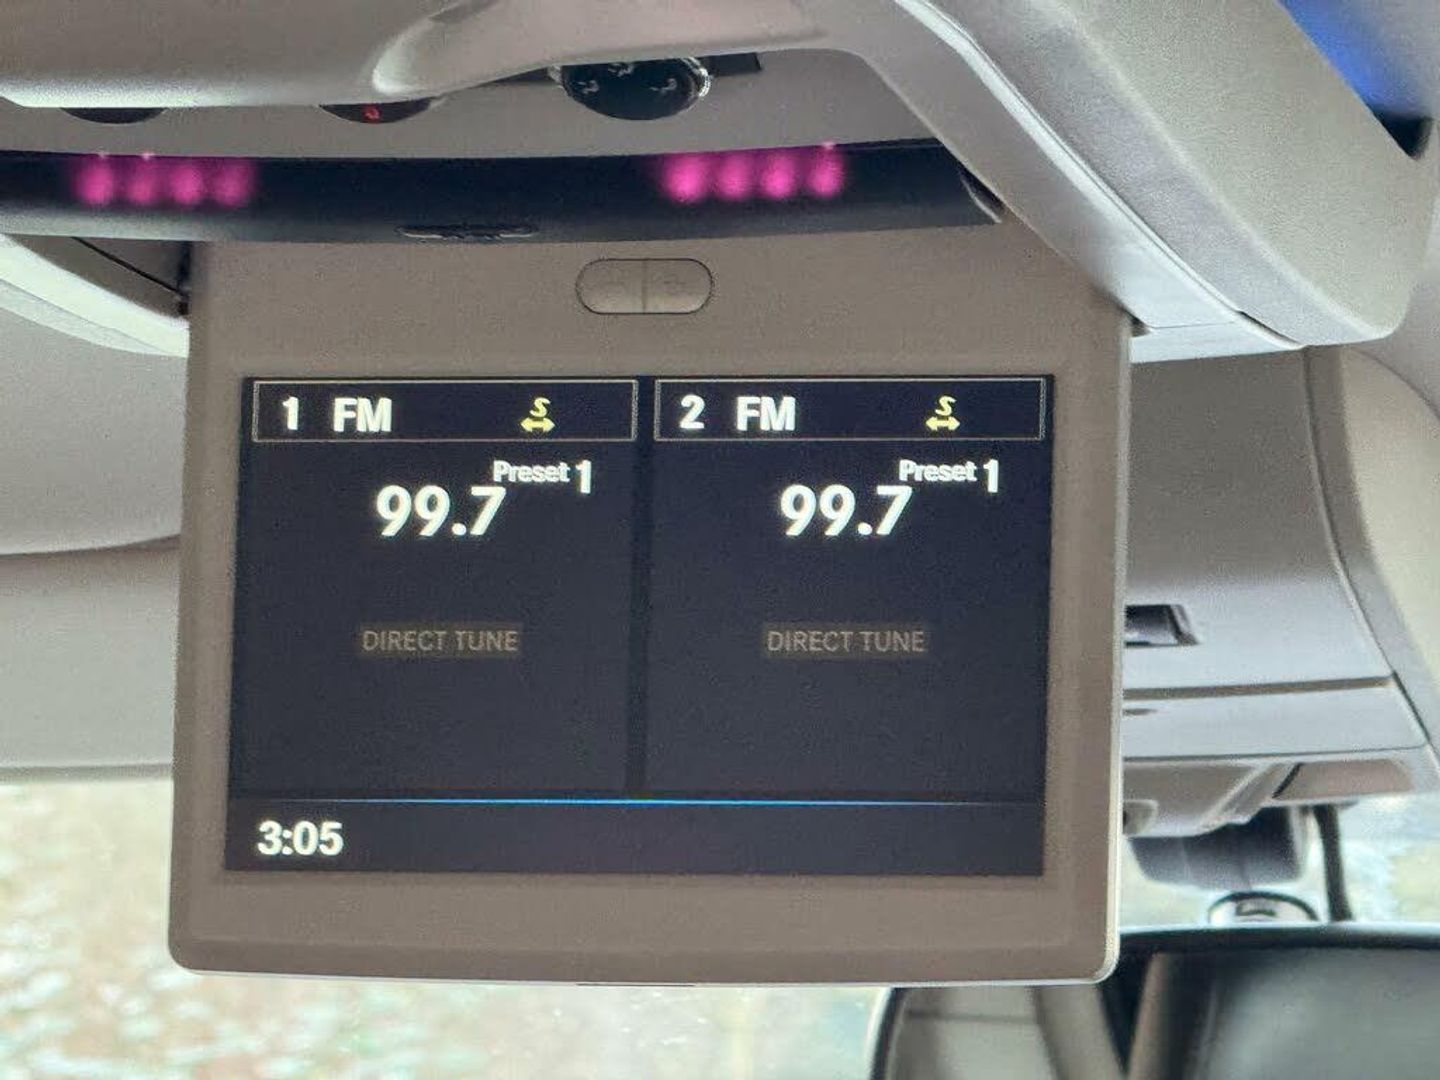 1 FM S
2 FM S
Preset 1
99.7
Preset 1
99.7
DIRECT TUNE
DIRECT TUNE
3:05